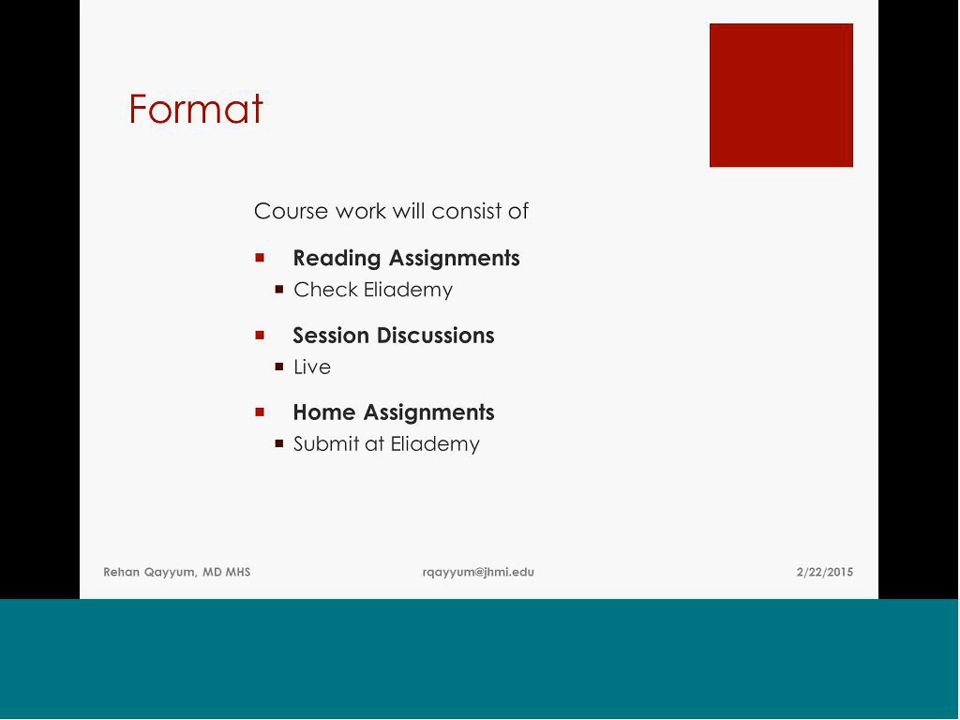 Format
Course work will consist of
Reading Assignments
Check Eliademy
Session Discussions
Live
Home Assignments
Submit at Eliademy
Rehan Qayyum, MD MHS rqayyum@jhmi.edu 2/22/2015